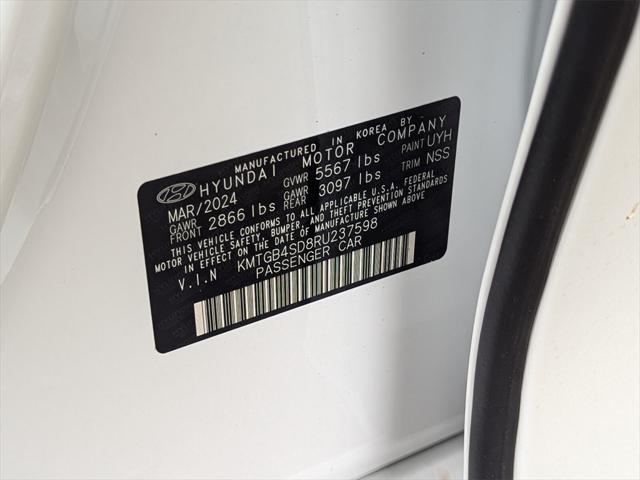 MANUFACTURED IN KOREA BY
HYUNDAI MOTOR COMPANY
MAR/2024 GVWR 5567 lbs PAINT UYH
GAWR FRONT 2866 lbs GAWR REAR 3097 lbs TRIM NSS
THIS VEHICLE CONFORMS TO ALL APPLICABLE U.S.A. FEDERAL
MOTOR VEHICLE SAFETY, BUMPER, AND THEFT PREVENTION STANDARDS
IN EFFECT ON THE DATE OF MANUFACTURE SHOWN ABOVE
V.I.N KMTGB4SD8RU237598
PASSENGER CAR